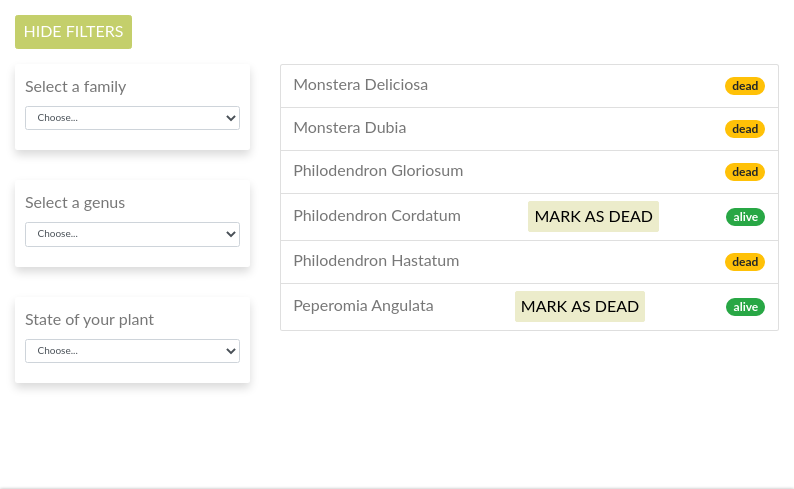 HIDE FILTERS
Select a family
Choose...
Select a genus
Choose...
State of your plant
Choose...
Monstera Deliciosa dead
Monstera Dubia dead
Philodendron Gloriosum dead
Philodendron Cordatum MARK AS DEAD alive
Philodendron Hastatum dead
Peperomia Angulata MARK AS DEAD alive